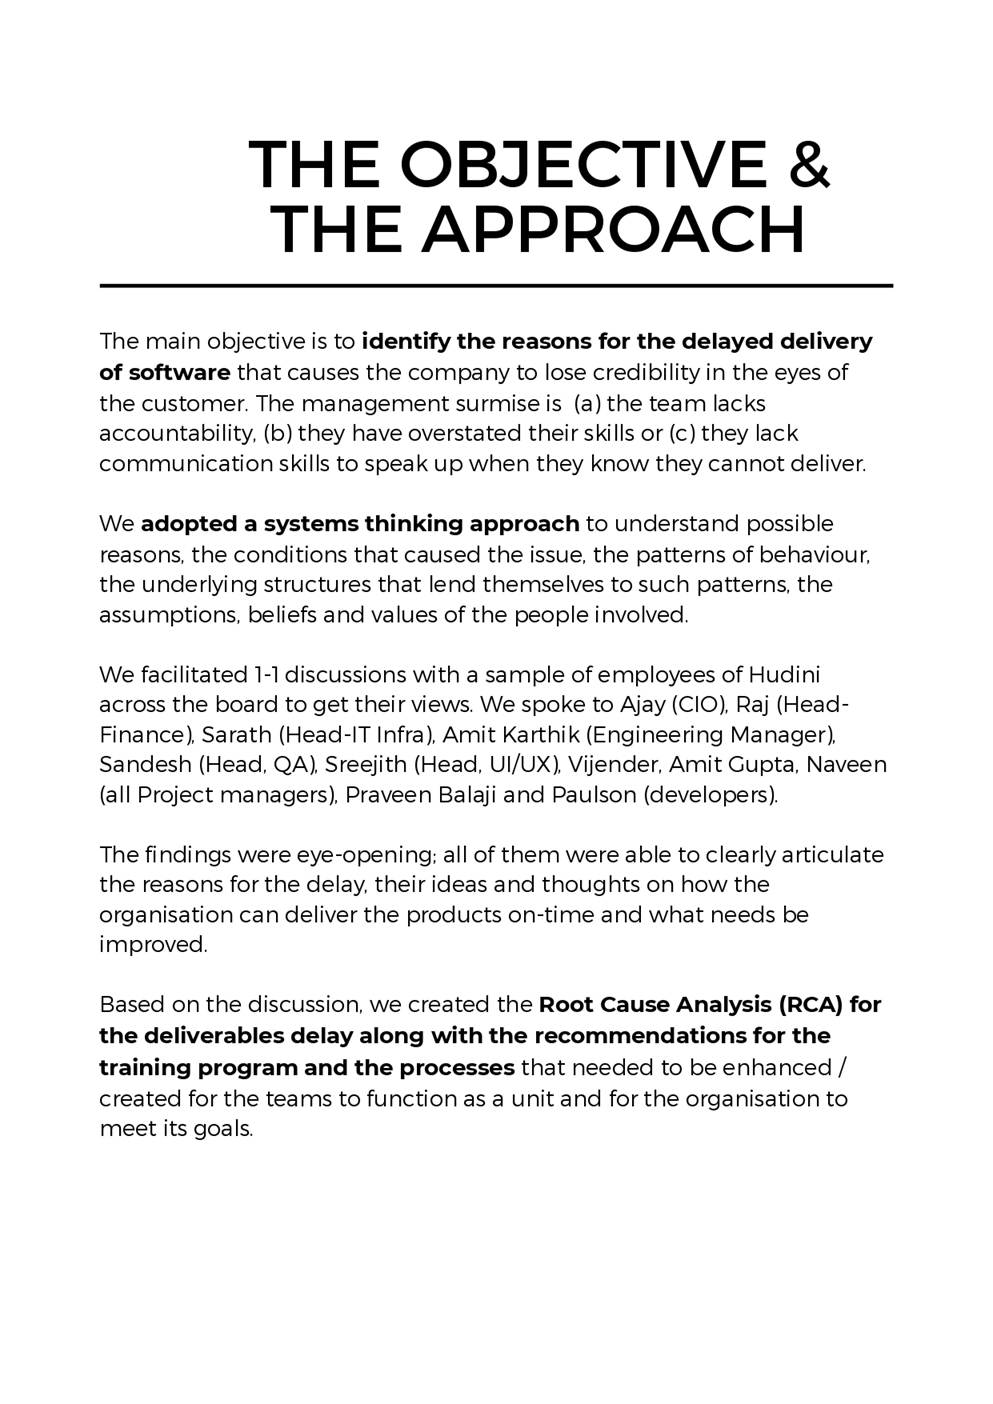 THE OBJECTIVE &
THE APPROACH
The main objective is to identify the reasons for the delayed delivery
of software that causes the company to lose credibility in the eyes of
the customer. The management surmise is  (a) the team lacks
accountability, (b) they have overstated their skills or (c) they lack
communication skills to speak up when they know they cannot deliver.
We adopted a systems thinking approach to understand possible
reasons, the conditions that caused the issue, the patterns of behaviour,
the underlying structures that lend themselves to such patterns, the
assumptions, beliefs and values of the people involved.
We facilitated 1-1 discussions with a sample of employees of Hudini
across the board to get their views. We spoke to Ajay (CIO), Raj (Head-
Finance), Sarath (Head-IT Infra), Amit Karthik (Engineering Manager),
Sandesh (Head, QA), Sreejith (Head, UI/UX), Vijender, Amit Gupta, Naveen
(all Project managers), Praveen Balaji and Paulson (developers).
The findings were eye-opening; all of them were able to clearly articulate
the reasons for the delay, their ideas and thoughts on how the
organisation can deliver the products on-time and what needs be
improved.
Based on the discussion, we created the Root Cause Analysis (RCA) for
the deliverables delay along with the recommendations for the
training program and the processes that needed to be enhanced /
created for the teams to function as a unit and for the organisation to
meet its goals.